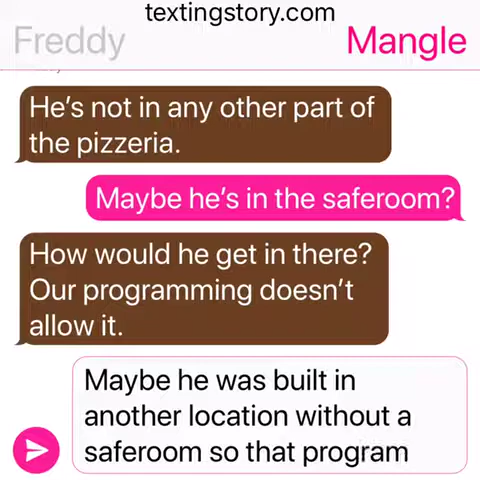 textingstory.com
Freddy Mangle
He’s not in any other part of
the pizzeria.
Maybe he’s in the saferoom?
How would he get in there?
Our programming doesn’t
allow it.
Maybe he was built in
another location without a
saferoom so that program